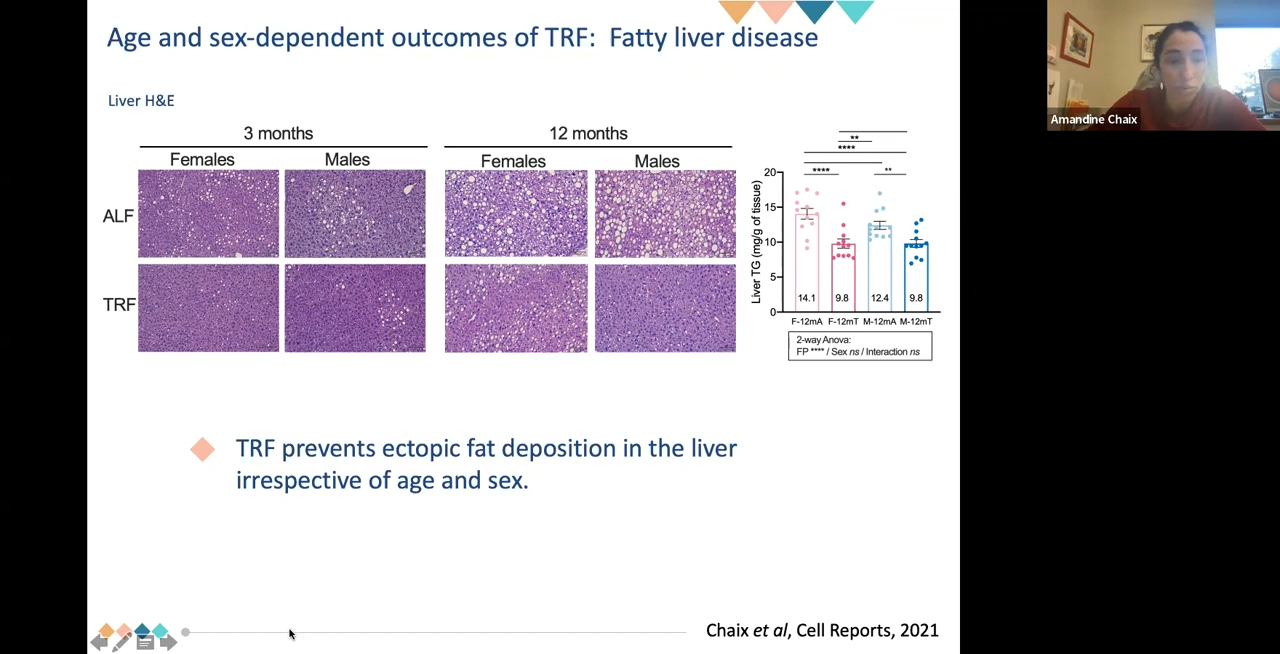 Age and sex-dependent outcomes of TRF:  Fatty liver disease
Amandine Chaix
Liver H&E
3 months
12 months
Females
Males
Females
Males
ALF
TRF
**
****
****
**
Liver TG (mg/g of tissue)
20
15
10
5
0
14.1
9.8
12.4
9.8
F-12mA
F-12mT
M-12mA
M-12mT
2-way Anova:
FP **** / Sex ns / Interaction ns
TRF prevents ectopic fat deposition in the liver
irrespective of age and sex.
Chaix et al, Cell Reports, 2021